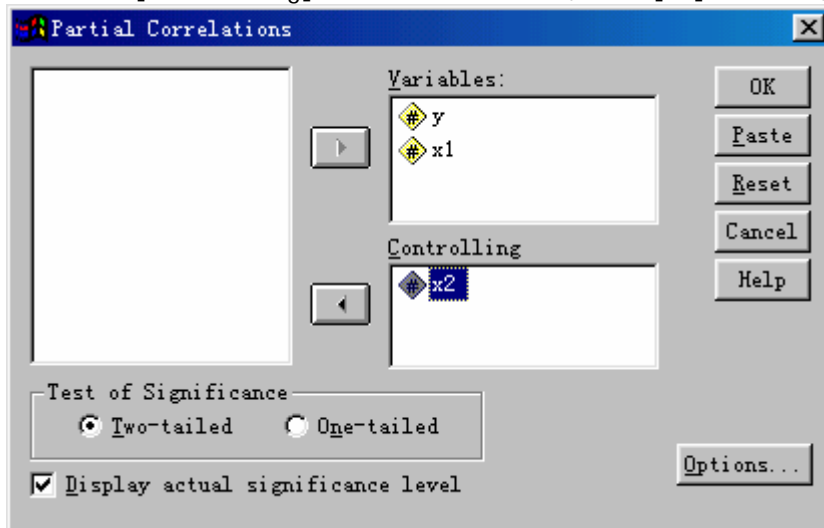 Partial Correlations
Variables:
y
x1
Controlling
x2
OK
Paste
Reset
Cancel
Help
Test of Significance
Two-tailed
One-tailed
Display actual significance level
Options...